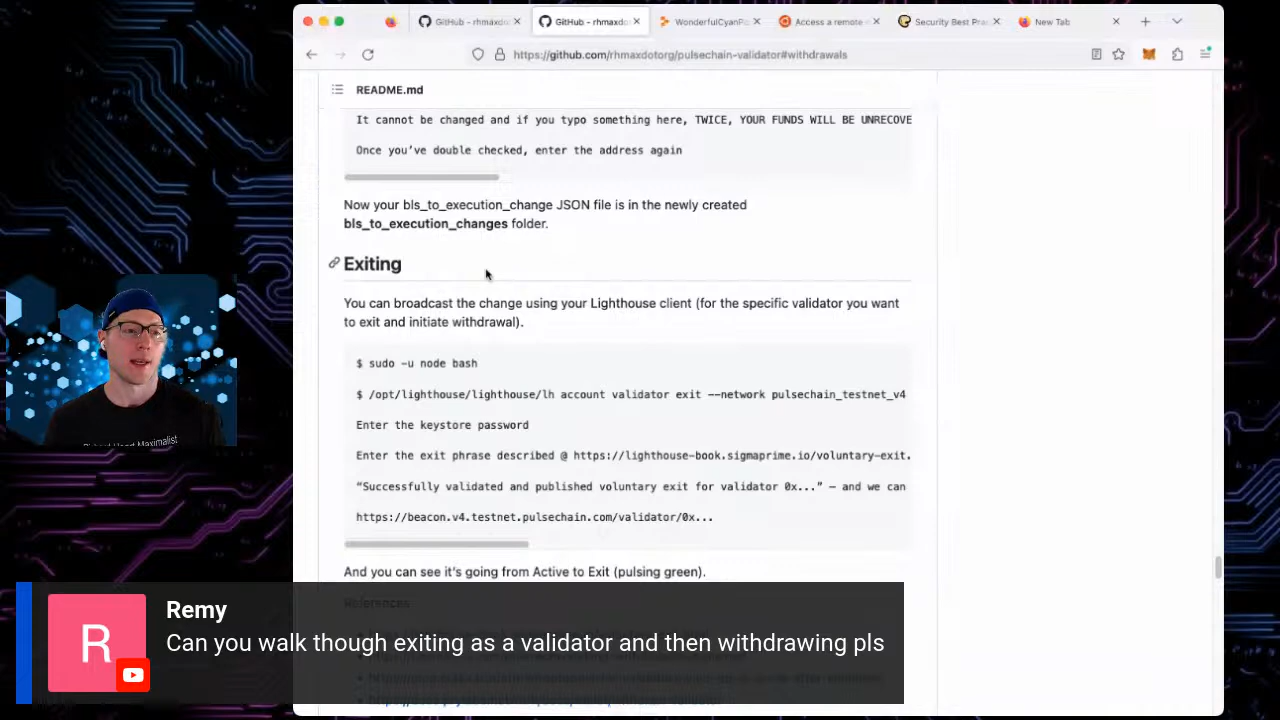 GitHub - rhmaxdo
GitHub - rhmaxdo
WonderfulCyanPi
Access a remote
Security Best Prac
New Tab
https://github.com/rhmaxdotorg/pulsechain-validator#withdrawals
README.md
It cannot be changed and if you typo something here, TWICE, YOUR FUNDS WILL BE UNRECOVE
Once you’ve double checked, enter the address again
Now your bls_to_execution_change JSON file is in the newly created
bls_to_execution_changes folder.
Exiting
You can broadcast the change using your Lighthouse client (for the specific validator you want
to exit and initiate withdrawal).
$ sudo -u node bash
$ /opt/lighthouse/lighthouse/lh account validator exit --network pulsechain_testnet_v4
Enter the keystore password
Enter the exit phrase described @ https://lighthouse-book.sigmaprime.io/voluntary-exit.
“Successfully validated and published voluntary exit for validator 0x...” — and we can
https://beacon.v4.testnet.pulsechain.com/validator/0x...
And you can see it’s going from Active to Exit (pulsing green).
References
R
Remy
Can you walk though exiting as a validator and then withdrawing pls